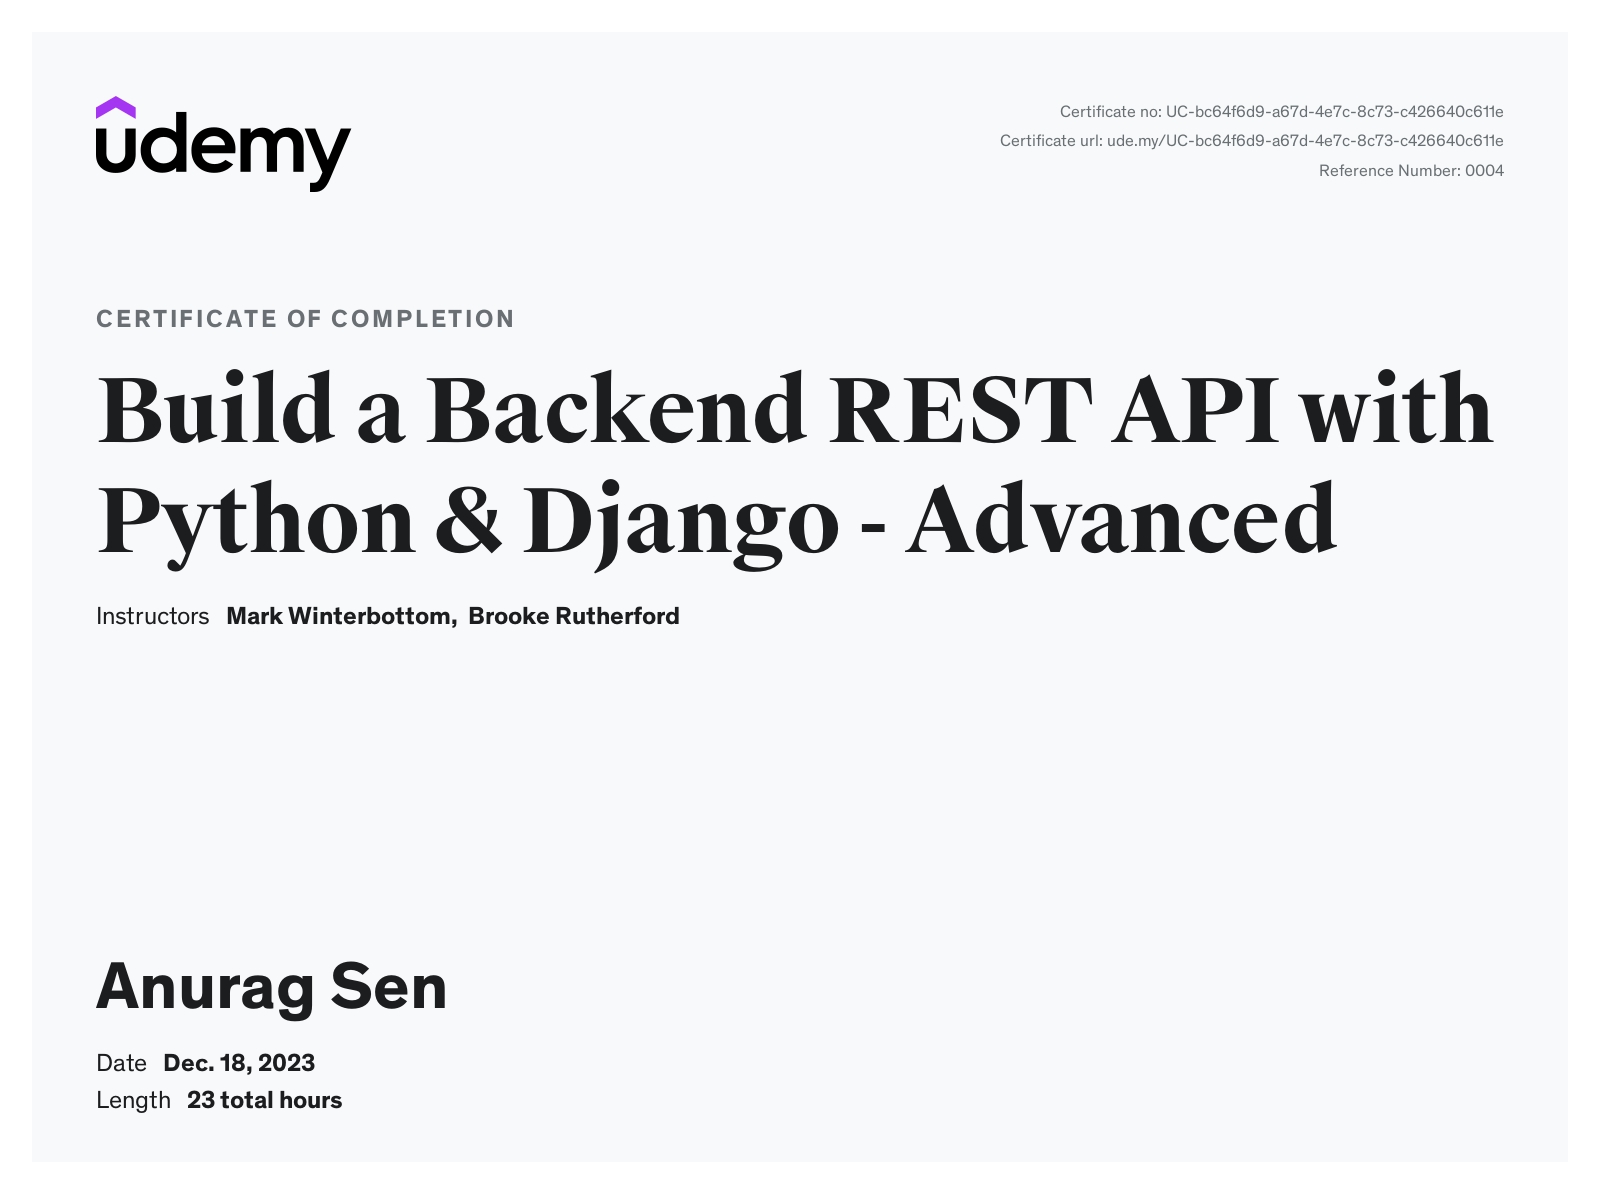 udemy
Certificate no: UC-bc64f6d9-a67d-4e7c-8c73-c426640c611e
Certificate url: ude.my/UC-bc64f6d9-a67d-4e7c-8c73-c426640c611e
Reference Number: 0004
CERTIFICATE OF COMPLETION
Build a Backend REST API with
Python & Django - Advanced
Instructors Mark Winterbottom, Brooke Rutherford
Anurag Sen
Date Dec. 18, 2023
Length 23 total hours